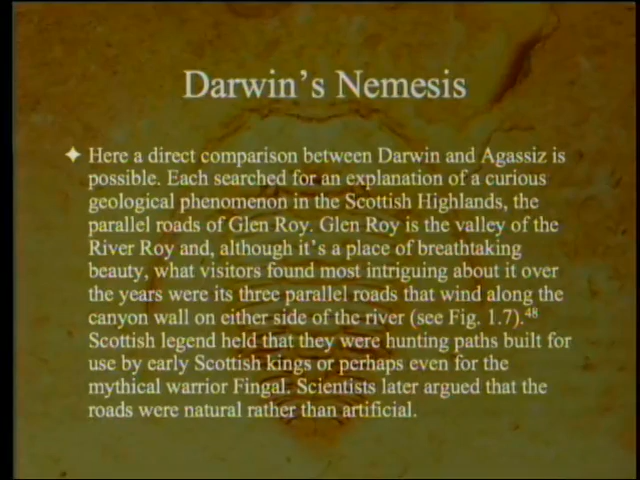 Darwin's Nemesis
Here a direct comparison between Darwin and Agassiz is
possible. Each searched for an explanation of a curious
geological phenomenon in the Scottish Highlands, the
parallel roads of Glen Roy. Glen Roy is the valley of the
River Roy and, although it's a place of breathtaking
beauty, what visitors found most intriguing about it over
the years were its three parallel roads that wind along the
canyon wall on either side of the river (see Fig. 1.7).48
Scottish legend held that they were hunting paths built for
use by early Scottish kings or perhaps even for the
mythical warrior Fingal. Scientists later argued that the
roads were natural rather than artificial.